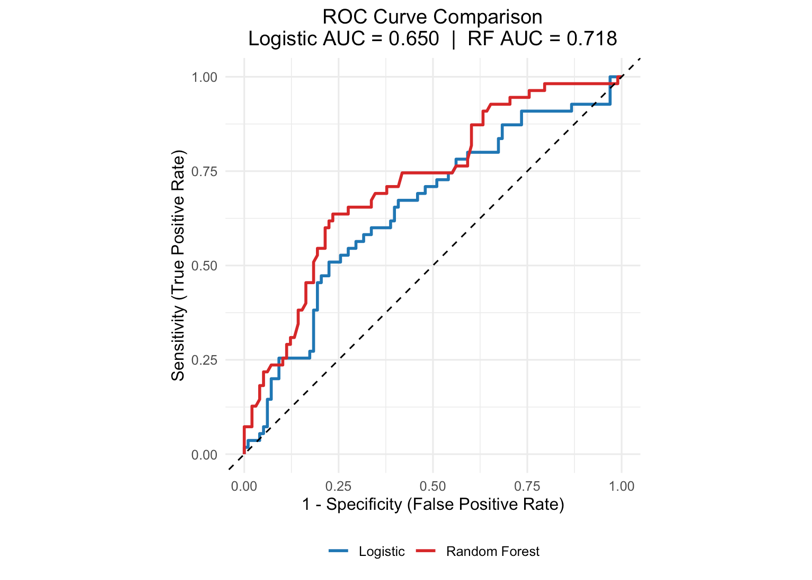 ROC Curve Comparison
Logistic AUC = 0.650 | RF AUC = 0.718
Sensitivity (True Positive Rate)
1.00
0.75
0.50
0.25
0.00
0.00 0.25 0.50 0.75 1.00
1 - Specificity (False Positive Rate)
Logistic Random Forest